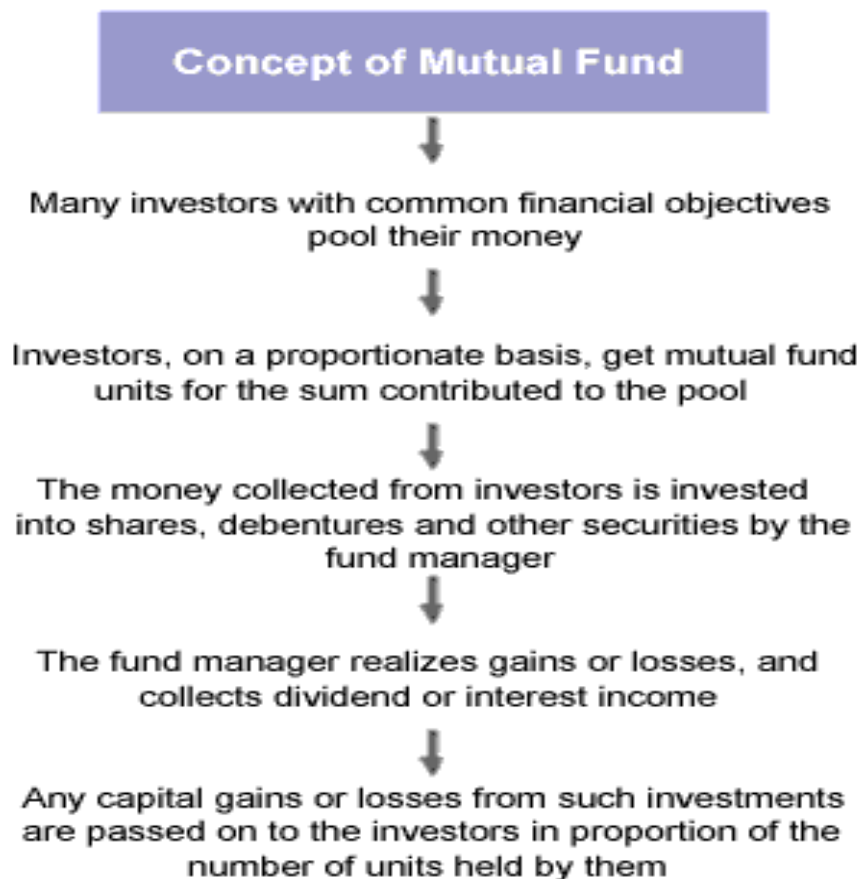 Concept of Mutual Fund
Many investors with common financial objectives
pool their money
Investors, on a proportionate basis, get mutual fund
units for the sum contributed to the pool
The money collected from investors is invested
into shares, debentures and other securities by the
fund manager
The fund manager realizes gains or losses, and
collects dividend or interest income
Any capital gains or losses from such investments
are passed on to the investors in proportion of the
number of units held by them